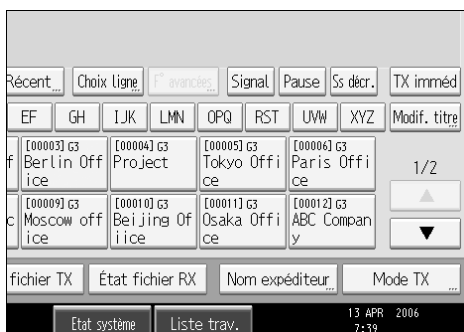 Récent Choix ligne F° avancées Signal Pause Ss décr. TX imméd
EF GH IJK LMN OPQ RST UVW XYZ Modif. titre
[00003] G3 [00004] G3 [00005] G3 [00006] G3
f Berlin Off Project Tokyo Offi Paris Offi
ice ce ce
1/2
[00009] G3 [00010] G3 [00011] G3 [00012] G3
c Moscow off Beijing Of Osaka Offi ABC Compan
ice iice ce y
fichier TX État fichier RX Nom expéditeur Mode TX
Etat système Liste trav. 13 APR 2006
7:39